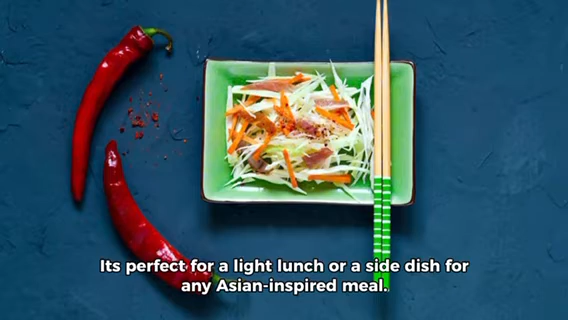 Its perfect for a light lunch or a side dish for
any Asian-inspired meal.